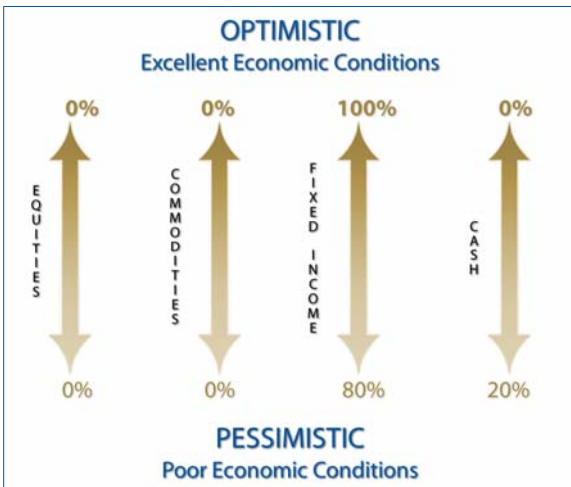 OPTIMISTIC
Excellent Economic Conditions
0% 0% 100% 0%
EQUITIES
COMMODITIES
FIXED INCOME
CASH
0% 0% 80% 20%
PESSIMISTIC
Poor Economic Conditions